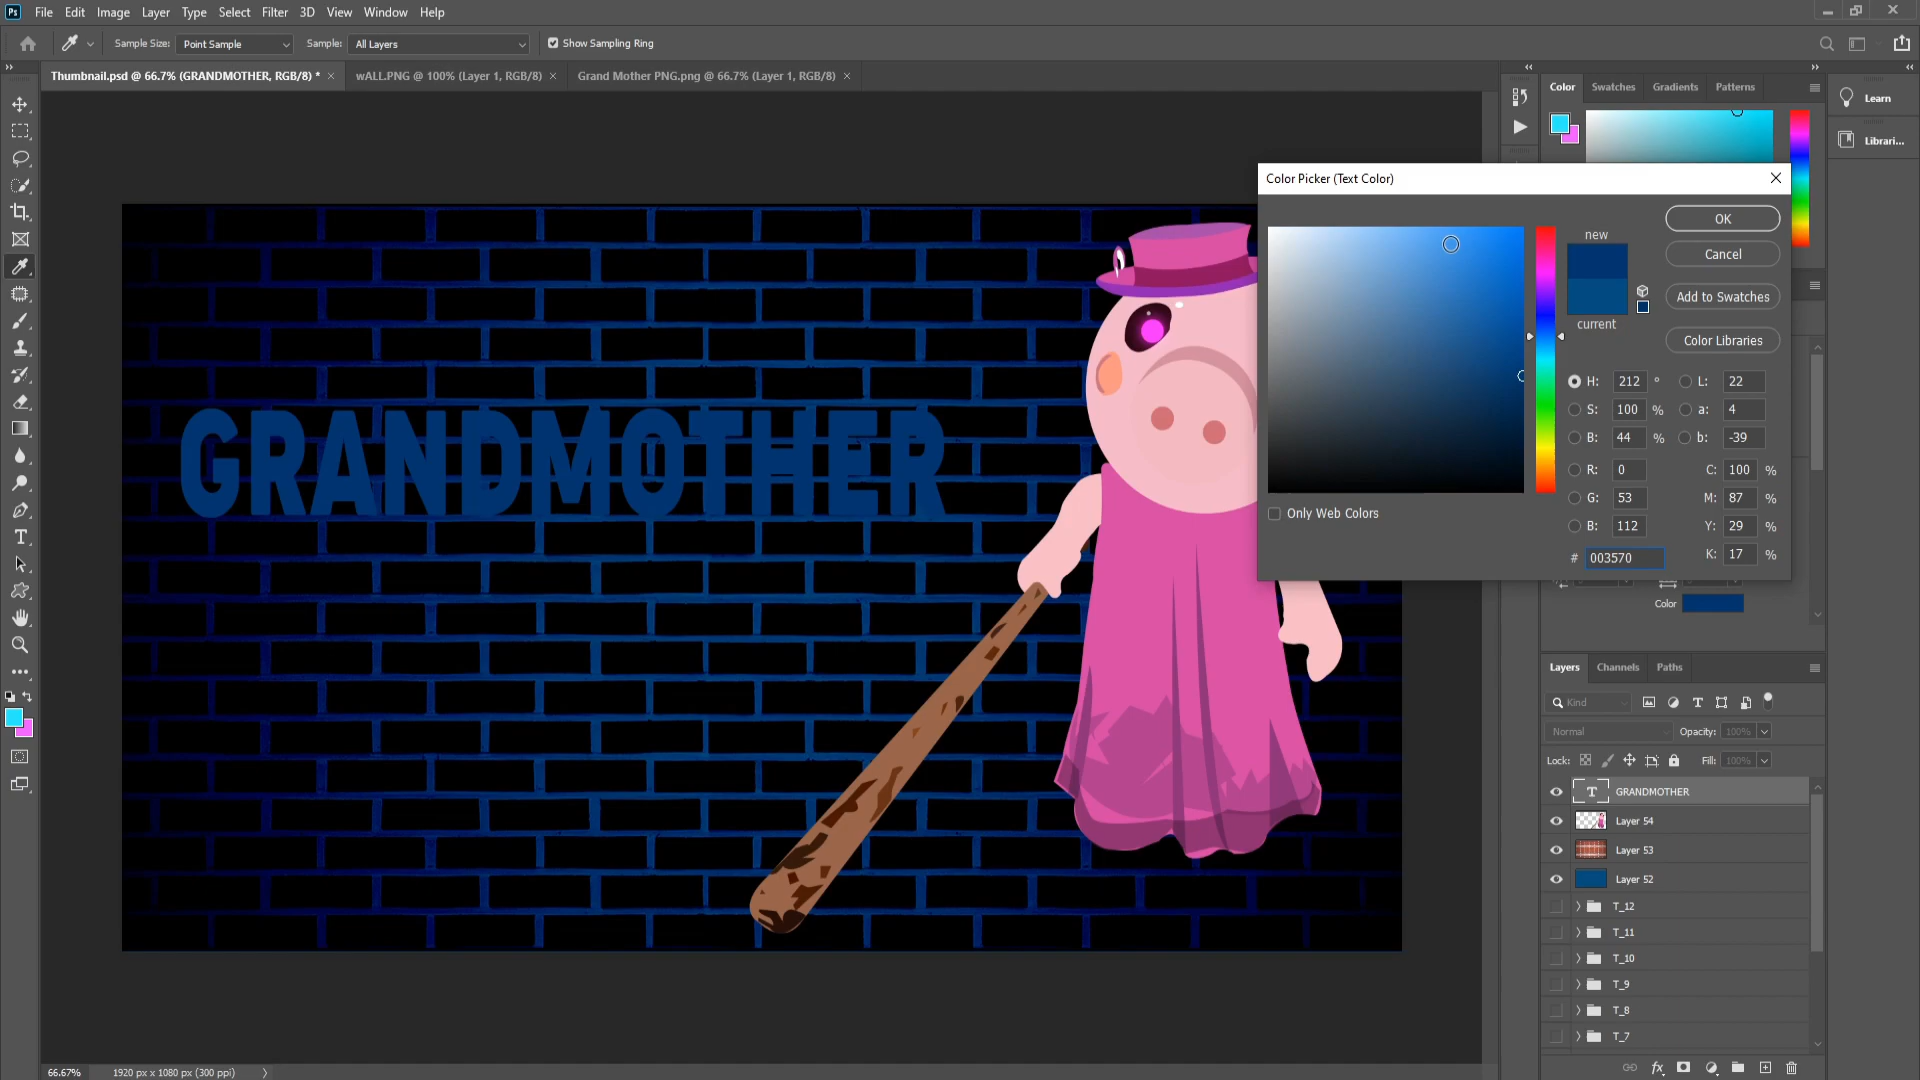 Ps File Edit Image Layer Type Select Filter 3D View Window Help
Sample Size: Point Sample Sample: All Layers Show Sampling Ring
Thumbnail.psd @ 66.7% (GRANDMOTHER, RGB/8) * × wALL.PNG @ 100% (Layer 1, RGB/8) × Grand Mother PNG.png @ 66.7% (Layer 1, RGB/8) ×
Color Swatches Gradients Patterns
Learn
Librari...
Color Picker (Text Color)
new
current
OK
Cancel
Add to Swatches
Color Libraries
H: 212 ° L: 22
S: 100 % a: 4
B: 44 % b: -39
R: 0 C: 100 %
G: 53 M: 87 %
B: 112 Y: 29 %
# 003570 K: 17 %
Only Web Colors
GRANDMOTHER
Color
Layers Channels Paths
Kind
Normal Opacity: 100%
Lock: Fill: 100%
T GRANDMOTHER
Layer 54
Layer 53
Layer 52
T_12
T_11
T_10
T_9
T_8
T_7
fx
66.67% 1920 px x 1080 px (300 ppi)